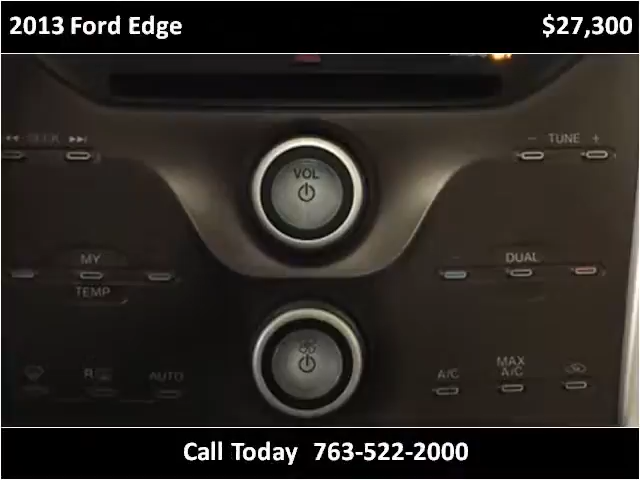 2013 Ford Edge $27,300
SEEK
VOL
- TUNE +
MY
TEMP
DUAL
R
AUTO
A/C
MAX
A/C
Call Today 763-522-2000